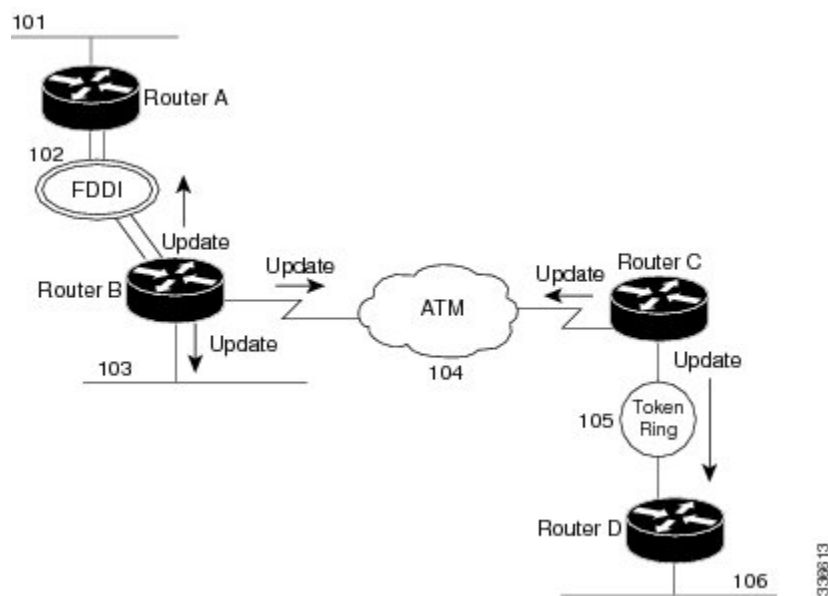 101
Router A
102
FDDI
Update
Router B
Update
Update
Router C
ATM
104
Update
103
Update
105
Token
Ring
Router D
106
336613